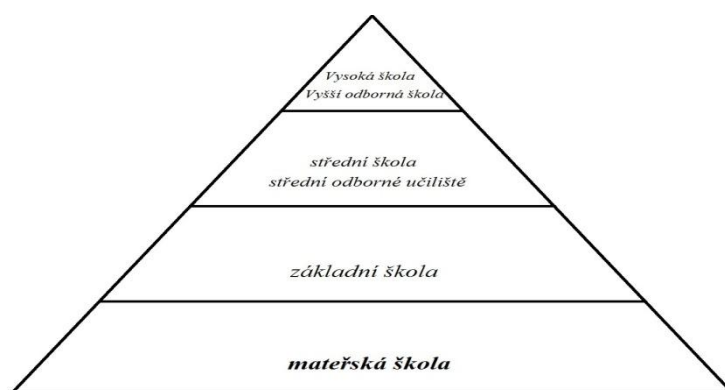 Vysoká škola
Vyšší odborná škola
střední škola
střední odborné učiliště
základní škola
mateřská škola